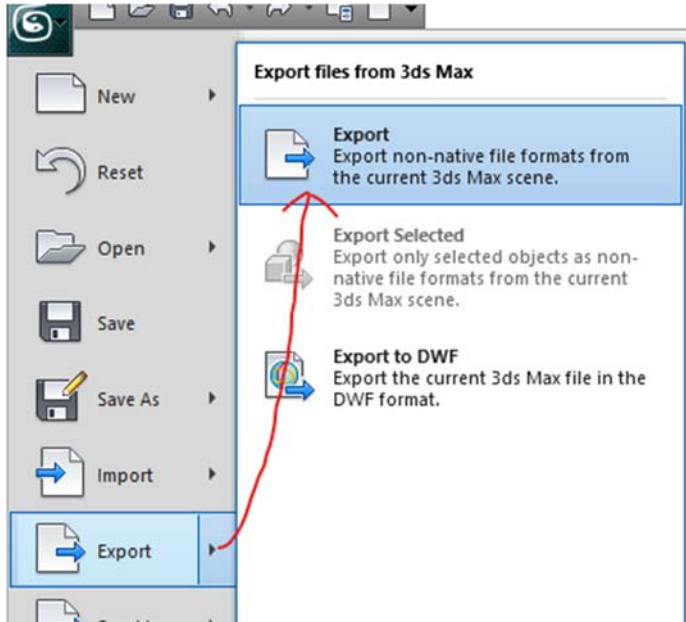 New
Reset
Open
Save
Save As
Import
Export
Export files from 3ds Max
Export
Export non-native file formats from
the current 3ds Max scene.
Export Selected
Export only selected objects as non-
native file formats from the current
3ds Max scene.
Export to DWF
Export the current 3ds Max file in the
DWF format.